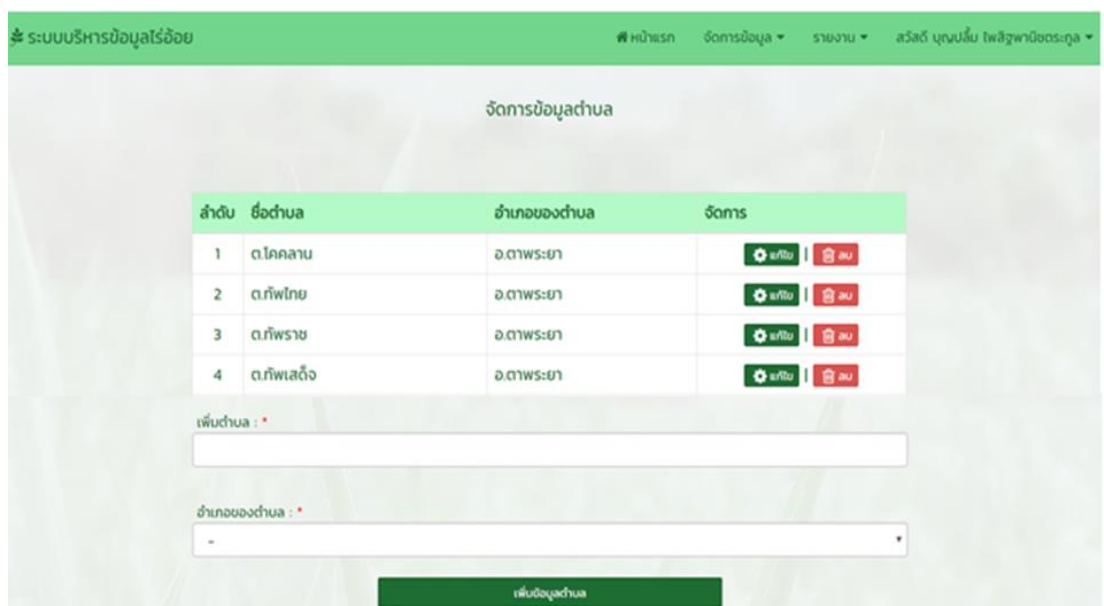 ระบบบริหารข้อมูลไร่อ้อย หน้าแรก จัดการข้อมูล รายงาน สวัสดี บุญปลื้ม โพสิฐพานิชตระกูล
จัดการข้อมูลตำบล
ลำดับ ชื่อตำบล อำเภอของตำบล จัดการ
1 ต.โคคลาน อ.ตาพระยา แก้ไข | ลบ
2 ต.ทัพไทย อ.ตาพระยา แก้ไข | ลบ
3 ต.ทัพราช อ.ตาพระยา แก้ไข | ลบ
4 ต.ทัพเสด็จ อ.ตาพระยา แก้ไข | ลบ
เพิ่มตำบล : *
อำเภอของตำบล : *
-
เพิ่มข้อมูลตำบล